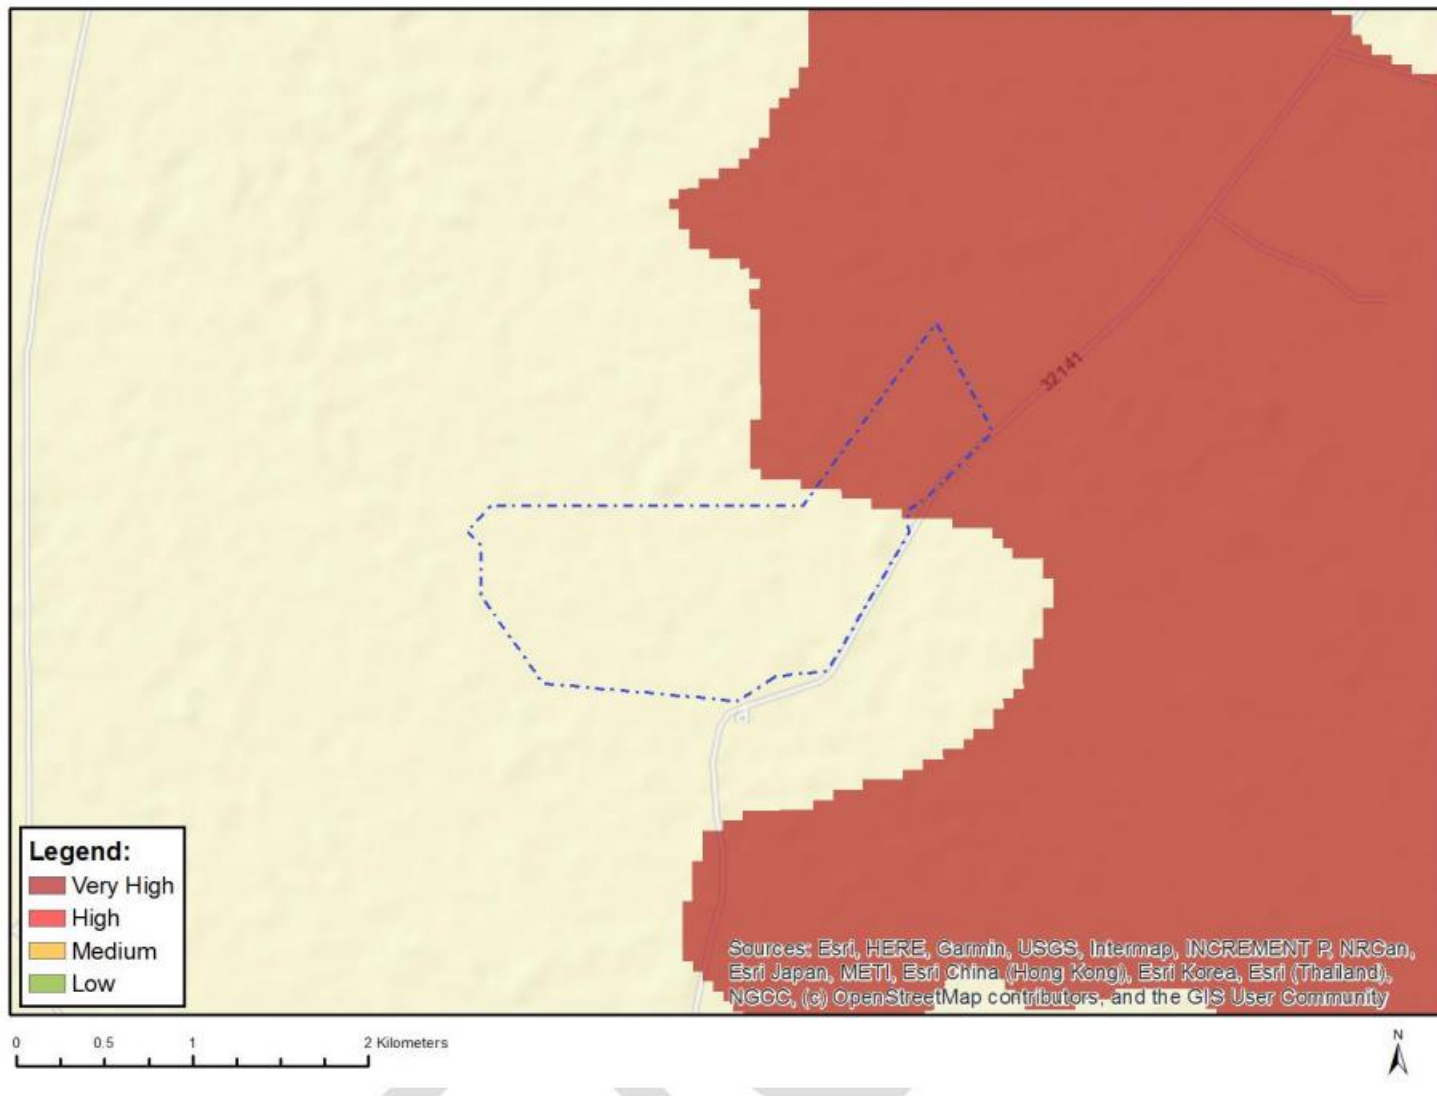 32141
Legend:
Very High
High
Medium
Low
Sources: Esri, HERE, Garmin, USGS, Intermap, INCREMENT P, NRCan,
Esri Japan, METI, Esri China (Hong Kong), Esri Korea, Esri (Thailand),
NGCC, (c) OpenStreetMap contributors, and the GIS User Community
0 0.5 1 2 Kilometers
N